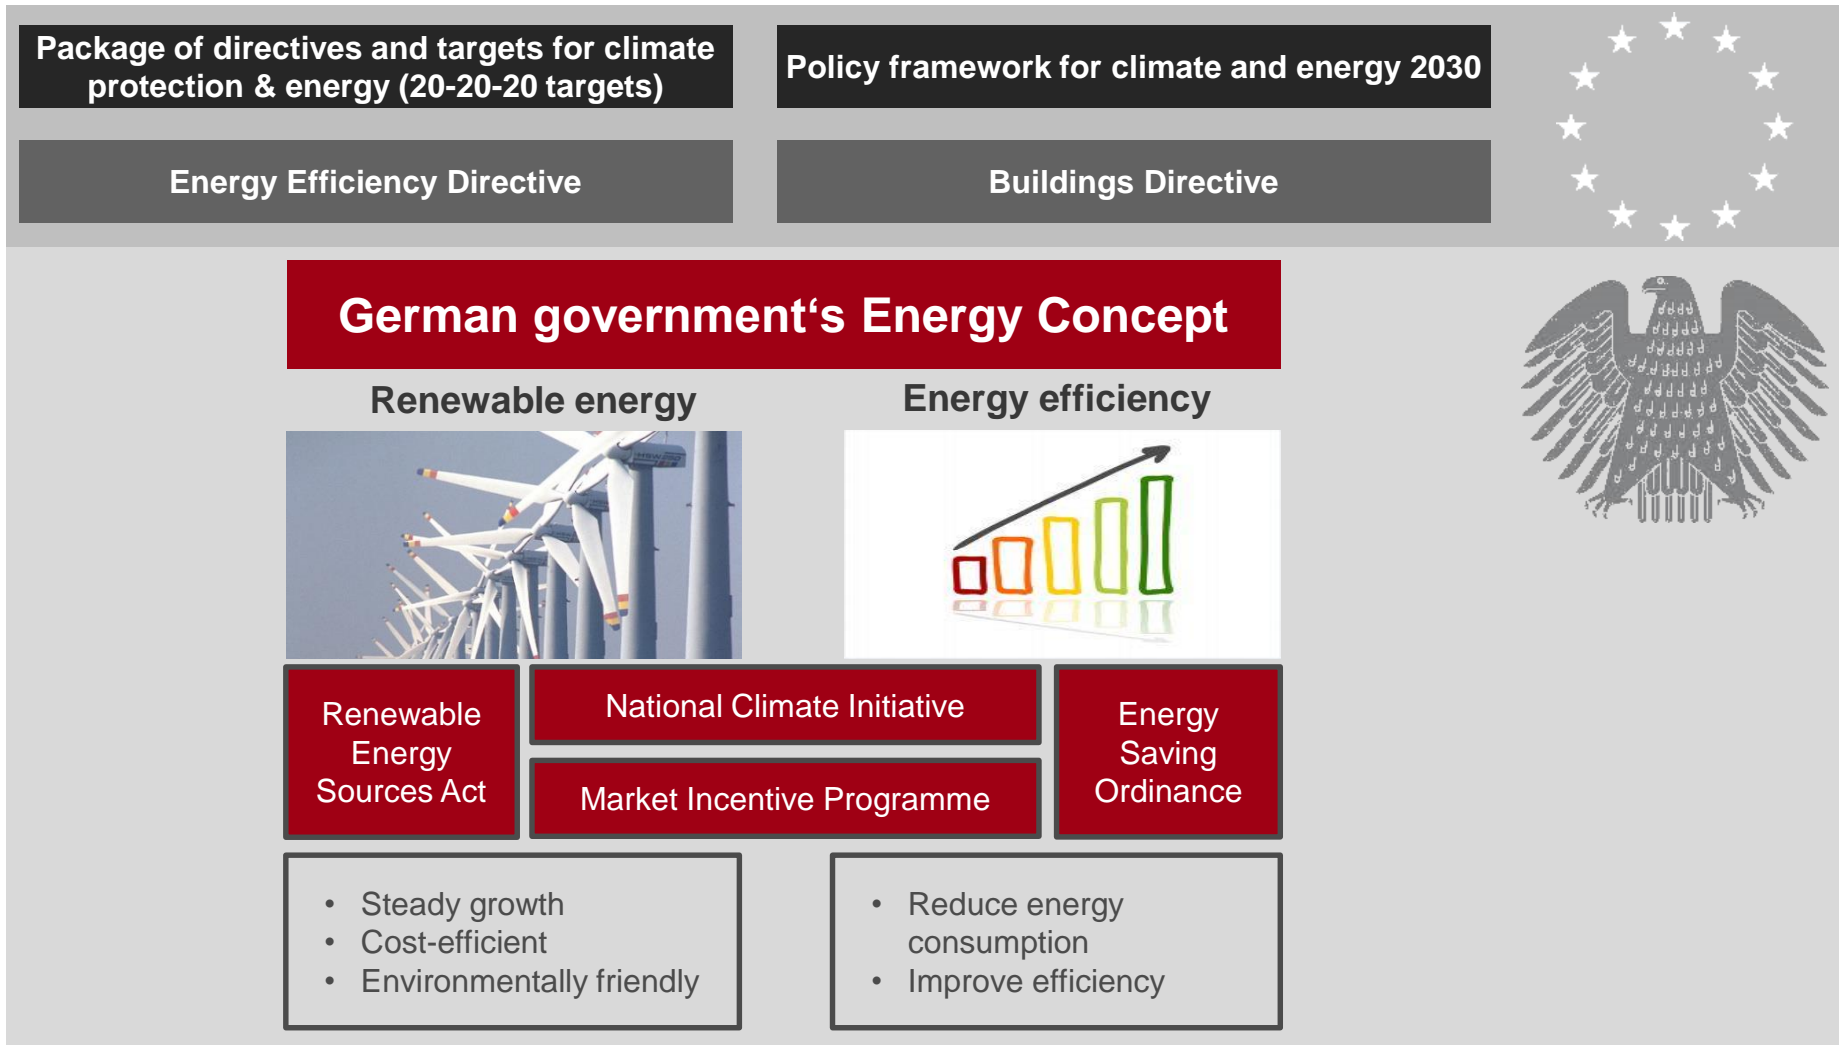 Package of directives and targets for climate
protection & energy (20-20-20 targets)
Policy framework for climate and energy 2030
Energy Efficiency Directive
Buildings Directive
German government‘s Energy Concept
Renewable energy
Energy efficiency
Renewable
Energy
Sources Act
National Climate Initiative
Market Incentive Programme
Energy
Saving
Ordinance
• Steady growth
• Cost-efficient
• Environmentally friendly
• Reduce energy
consumption
• Improve efficiency